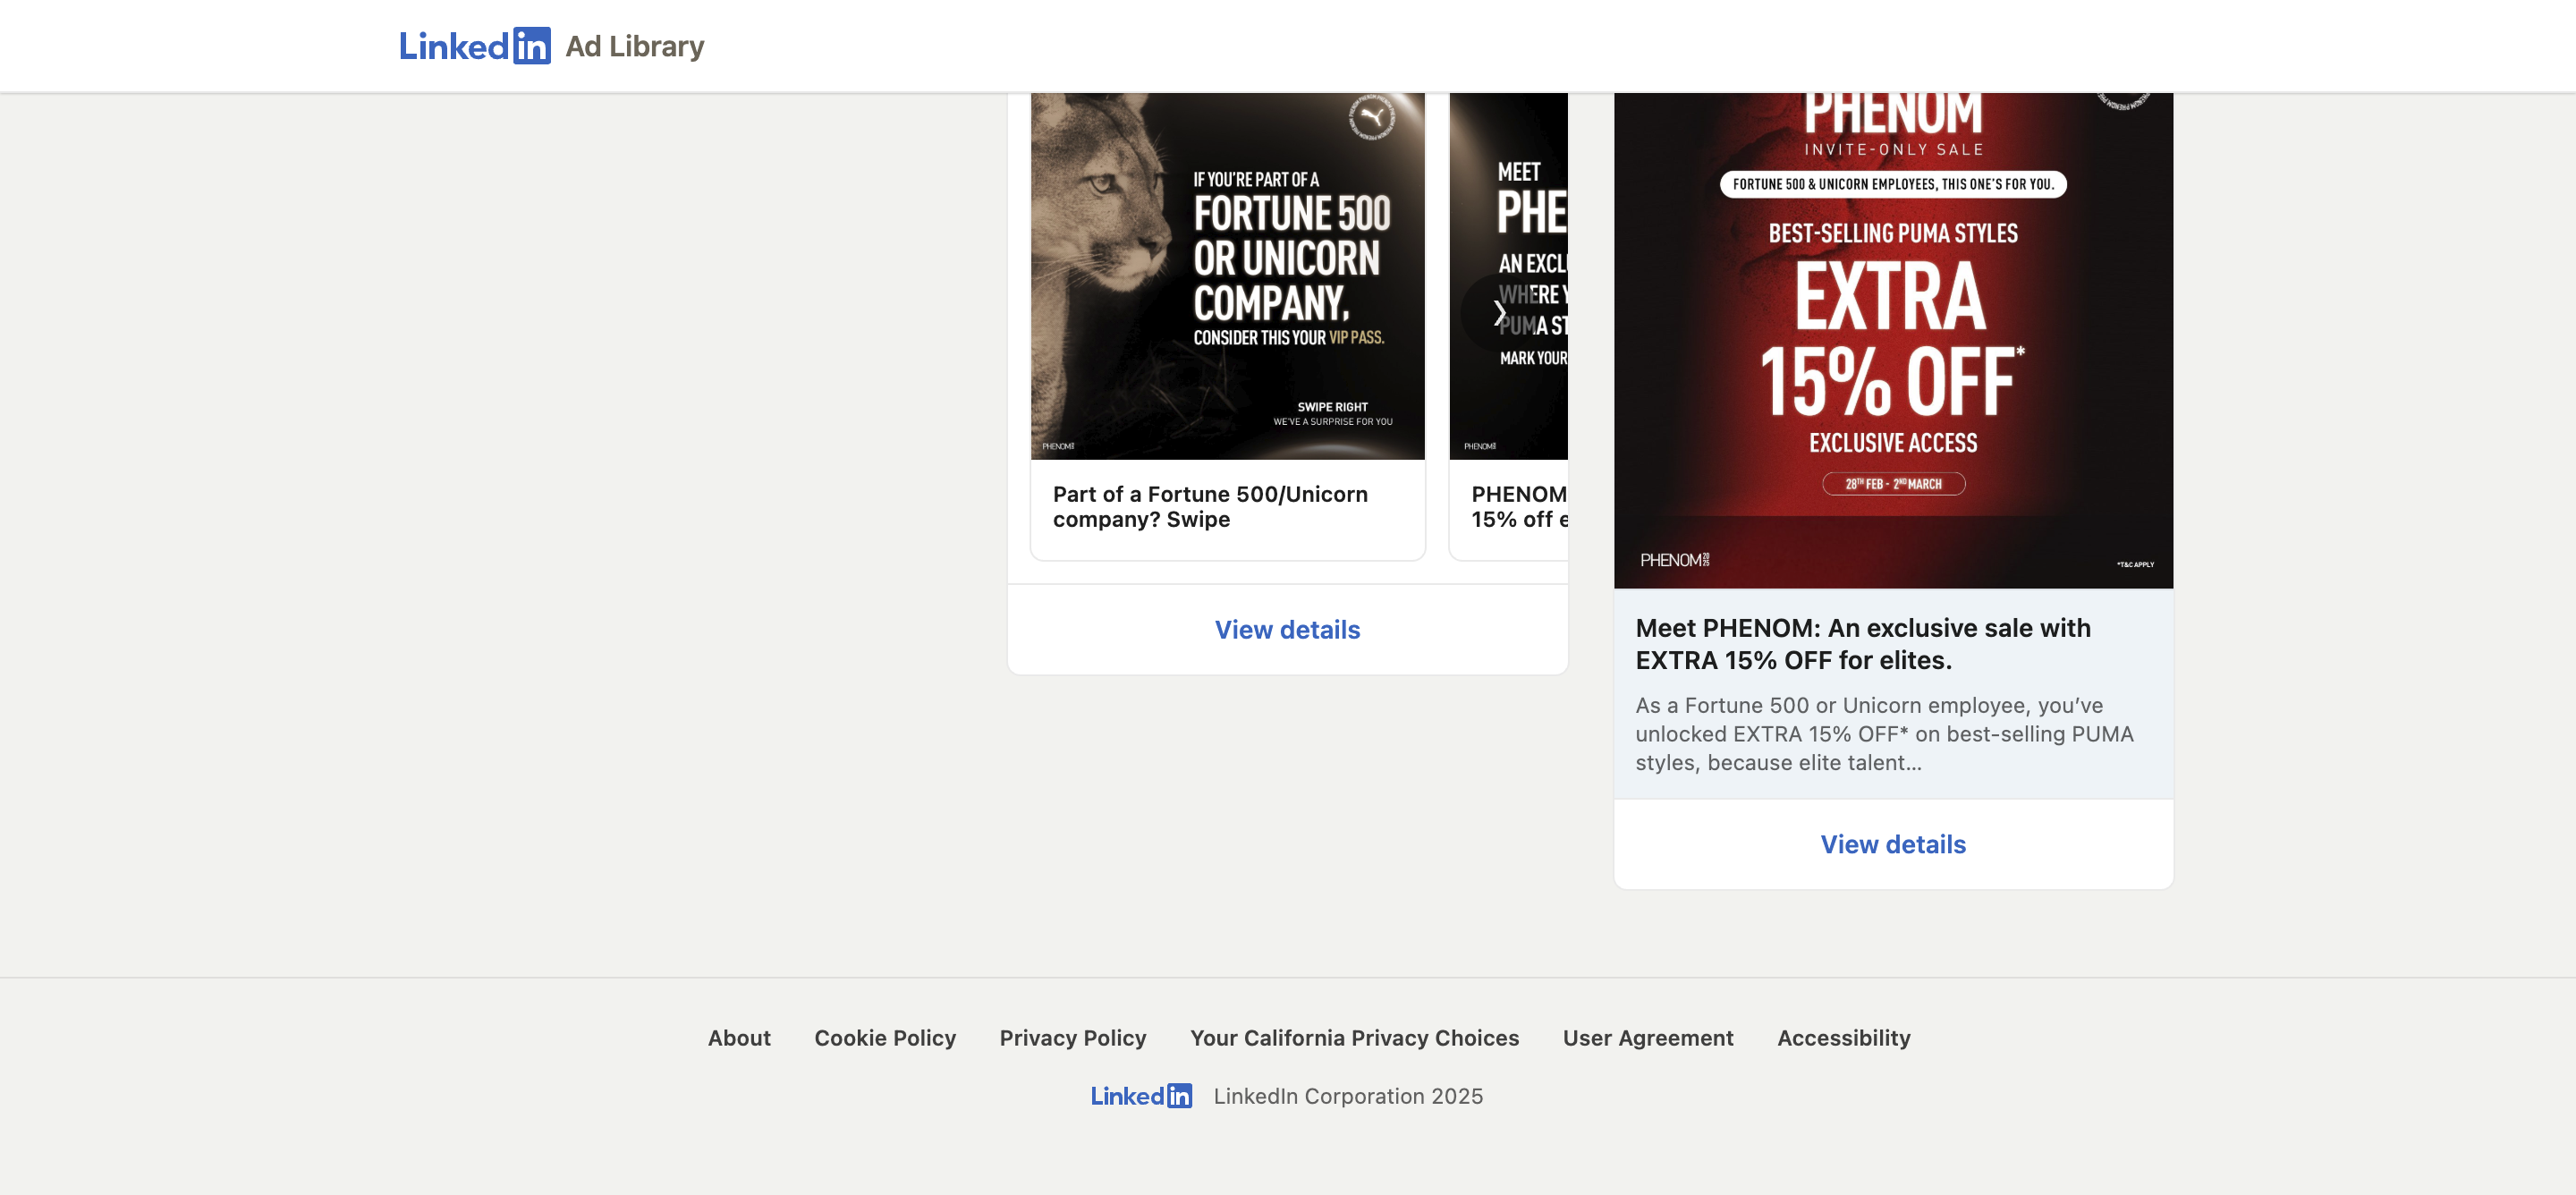 LinkedIn Ad Library
IF YOU'RE PART OF A
FORTUNE 500
OR UNICORN
COMPANY,
CONSIDER THIS YOUR VIP PASS.
SWIPE RIGHT
WE'VE A SURPRISE FOR YOU
PHENOM
Part of a Fortune 500/Unicorn
company? Swipe
View details
MEET
PHE
AN EXCL
WHERE Y
PUMA ST
MARK YOUR
PHENOM
PHENOM
15% off e
PHENOM
INVITE-ONLY SALE
FORTUNE 500 & UNICORN EMPLOYEES, THIS ONE'S FOR YOU.
BEST-SELLING PUMA STYLES
EXTRA
15% OFF*
EXCLUSIVE ACCESS
28TH FEB - 2ND MARCH
PHENOM 2025
*T&C APPLY
Meet PHENOM: An exclusive sale with
EXTRA 15% OFF for elites.
As a Fortune 500 or Unicorn employee, you’ve
unlocked EXTRA 15% OFF* on best-selling PUMA
styles, because elite talent...
View details
About Cookie Policy Privacy Policy Your California Privacy Choices User Agreement Accessibility
LinkedIn LinkedIn Corporation 2025